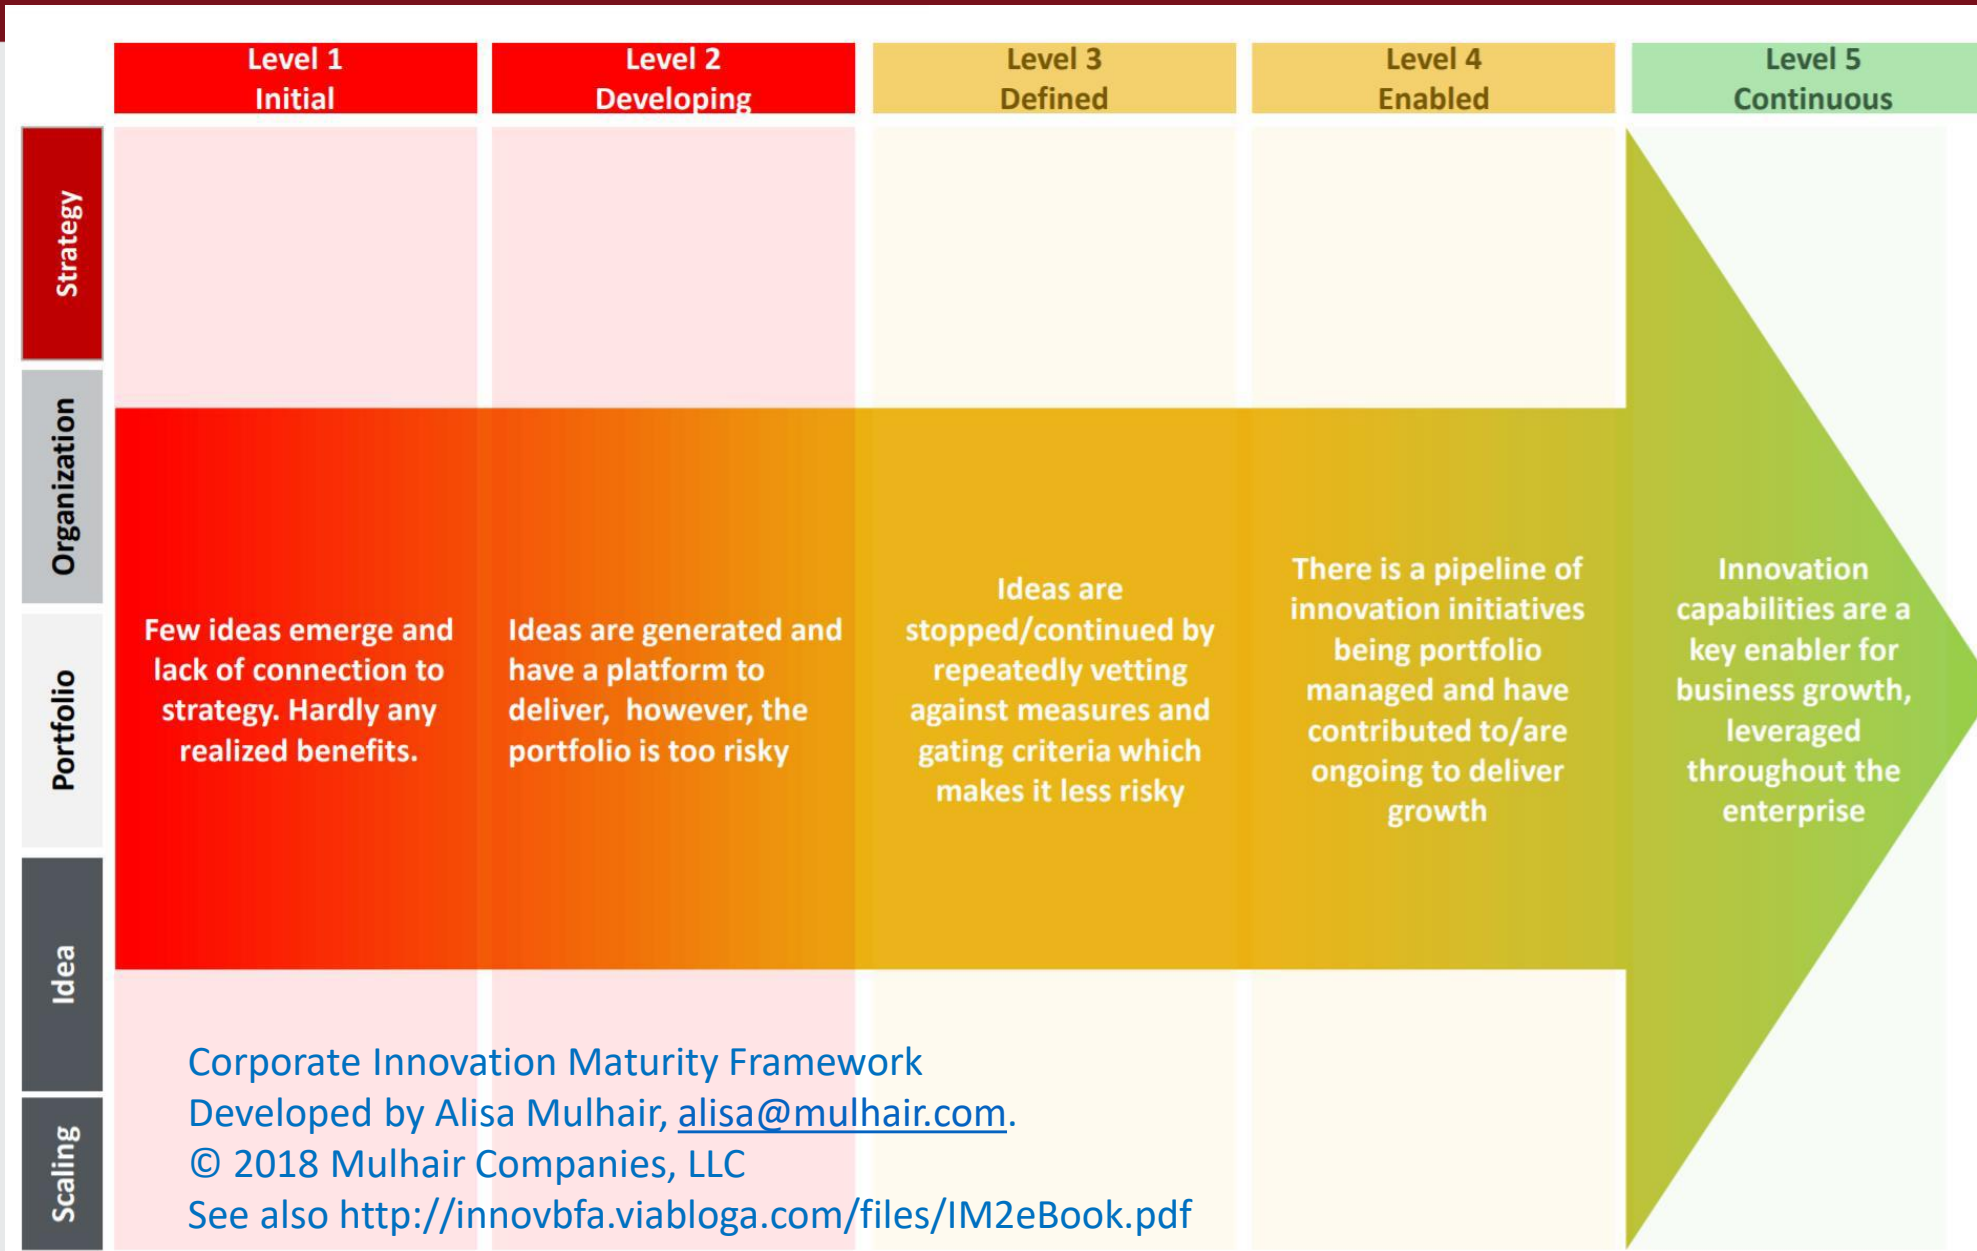 Level 1
Initial
Level 2
Developing
Level 3
Defined
Level 4
Enabled
Level 5
Continuous
Strategy
Organization
Portfolio
Idea
Scaling
Few ideas emerge and
lack of connection to
strategy. Hardly any
realized benefits.
Ideas are generated and
have a platform to
deliver, however, the
portfolio is too risky
Ideas are
stopped/continued by
repeatedly vetting
against measures and
gating criteria which
makes it less risky
There is a pipeline of
innovation initiatives
being portfolio
managed and have
contributed to/are
ongoing to deliver
growth
Innovation
capabilities are a
key enabler for
business growth,
leveraged
throughout the
enterprise
Corporate Innovation Maturity Framework
Developed by Alisa Mulhair, alisa@mulhair.com.
© 2018 Mulhair Companies, LLC
See also http://innovbfa.viabloga.com/files/IM2eBook.pdf